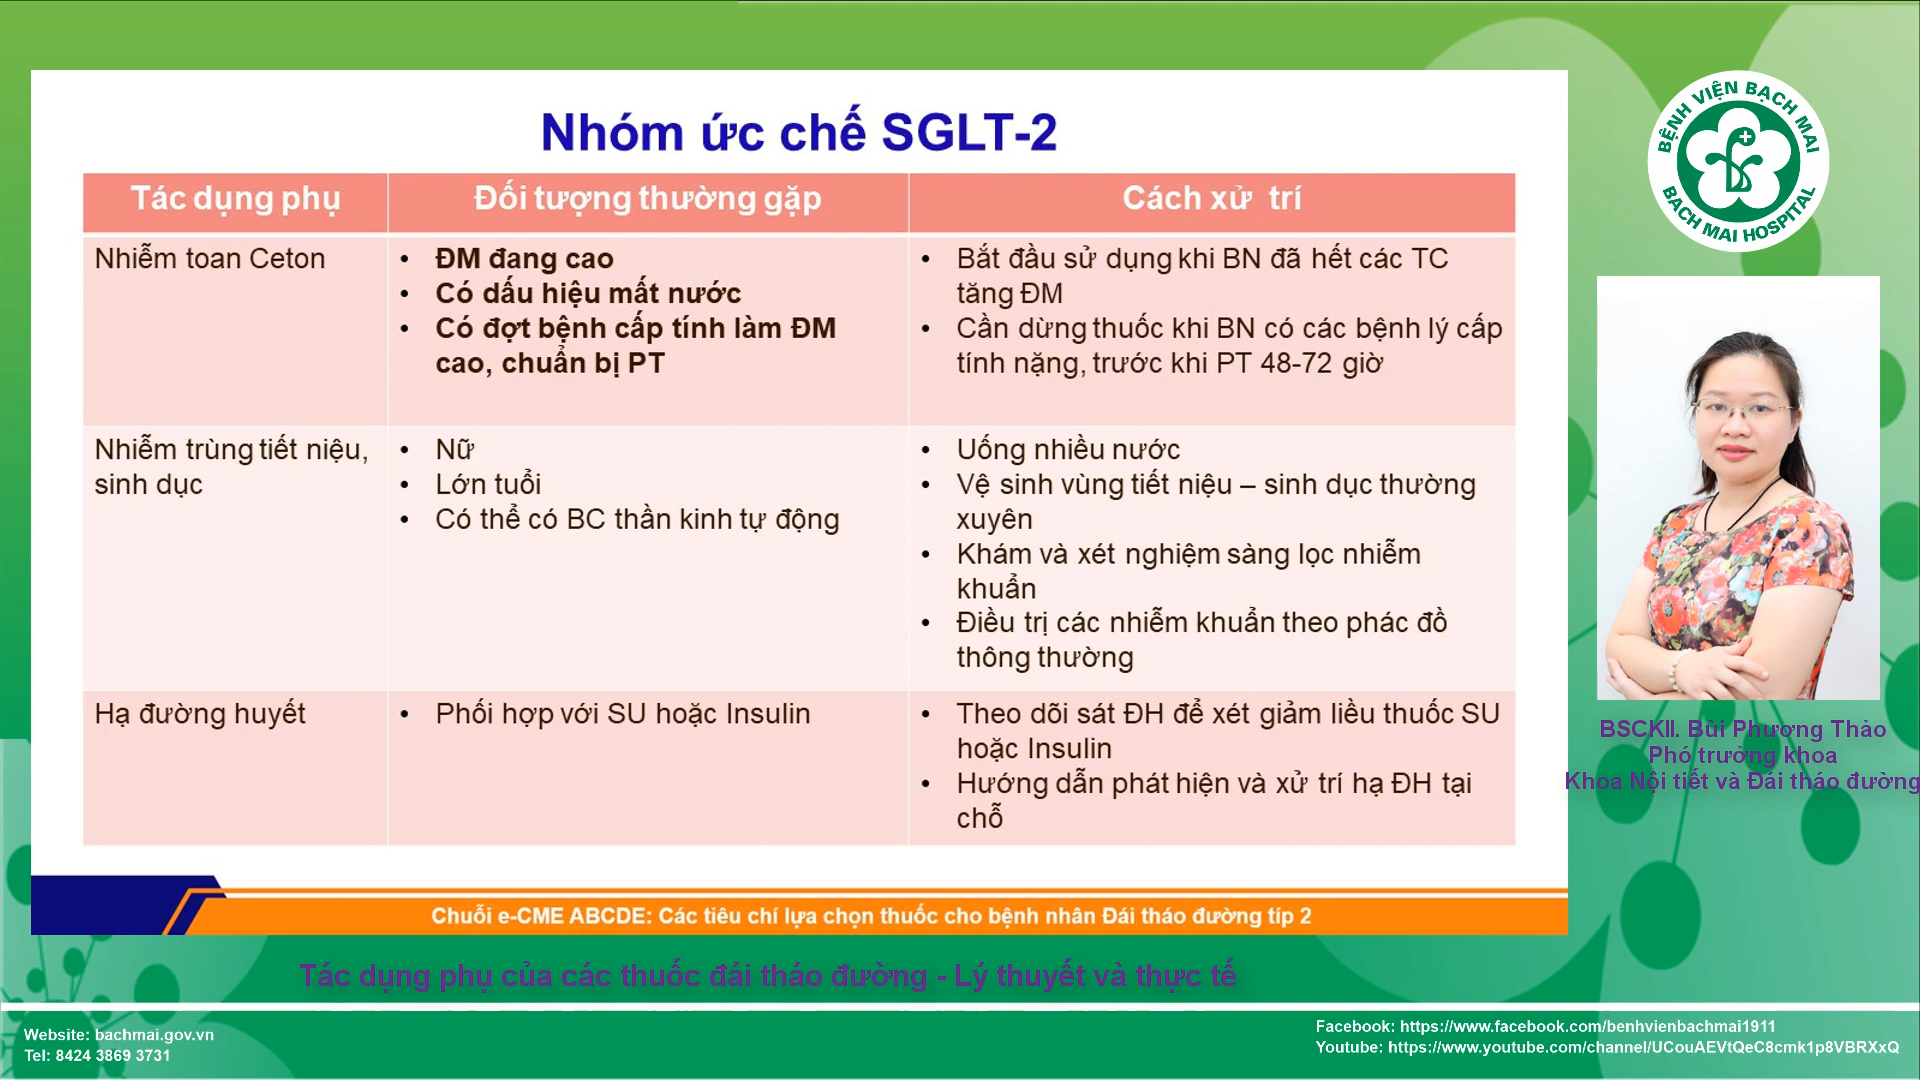 Nhóm ức chế SGLT-2
Tác dụng phụ
Đối tượng thường gặp
Cách xử trí
Nhiễm toan Ceton
• ĐM đang cao
• Có dấu hiệu mất nước
• Có đợt bệnh cấp tính làm ĐM
cao, chuẩn bị PT
• Bắt đầu sử dụng khi BN đã hết các TC
tăng ĐM
• Cần dừng thuốc khi BN có các bệnh lý cấp
tính nặng, trước khi PT 48-72 giờ
Nhiễm trùng tiết niệu,
sinh dục
• Nữ
• Lớn tuổi
• Có thể có BC thần kinh tự động
• Uống nhiều nước
• Vệ sinh vùng tiết niệu – sinh dục thường
xuyên
• Khám và xét nghiệm sàng lọc nhiễm
khuẩn
• Điều trị các nhiễm khuẩn theo phác đồ
thông thường
Hạ đường huyết
• Phối hợp với SU hoặc Insulin
• Theo dõi sát ĐH để xét giảm liều thuốc SU
hoặc Insulin
• Hướng dẫn phát hiện và xử trí hạ ĐH tại
chỗ
Chuỗi e-CME ABCDE: Các tiêu chí lựa chọn thuốc cho bệnh nhân Đái tháo đường típ 2
BỆNH VIỆN BẠCH MAI
BACH MAI HOSPITAL
BSCKII. Bùi Phương Thảo
Phó trưởng khoa
Khoa Nội tiết và Đái tháo đường
Tác dụng phụ của các thuốc đái tháo đường - Lý thuyết và thực tế
Website: bachmai.gov.vn
Tel: 8424 3869 3731
Facebook: https://www.facebook.com/benhvienbachmai1911
Youtube: https://www.youtube.com/channel/UCouAEVtQeC8cmk1p8VBRXxQ